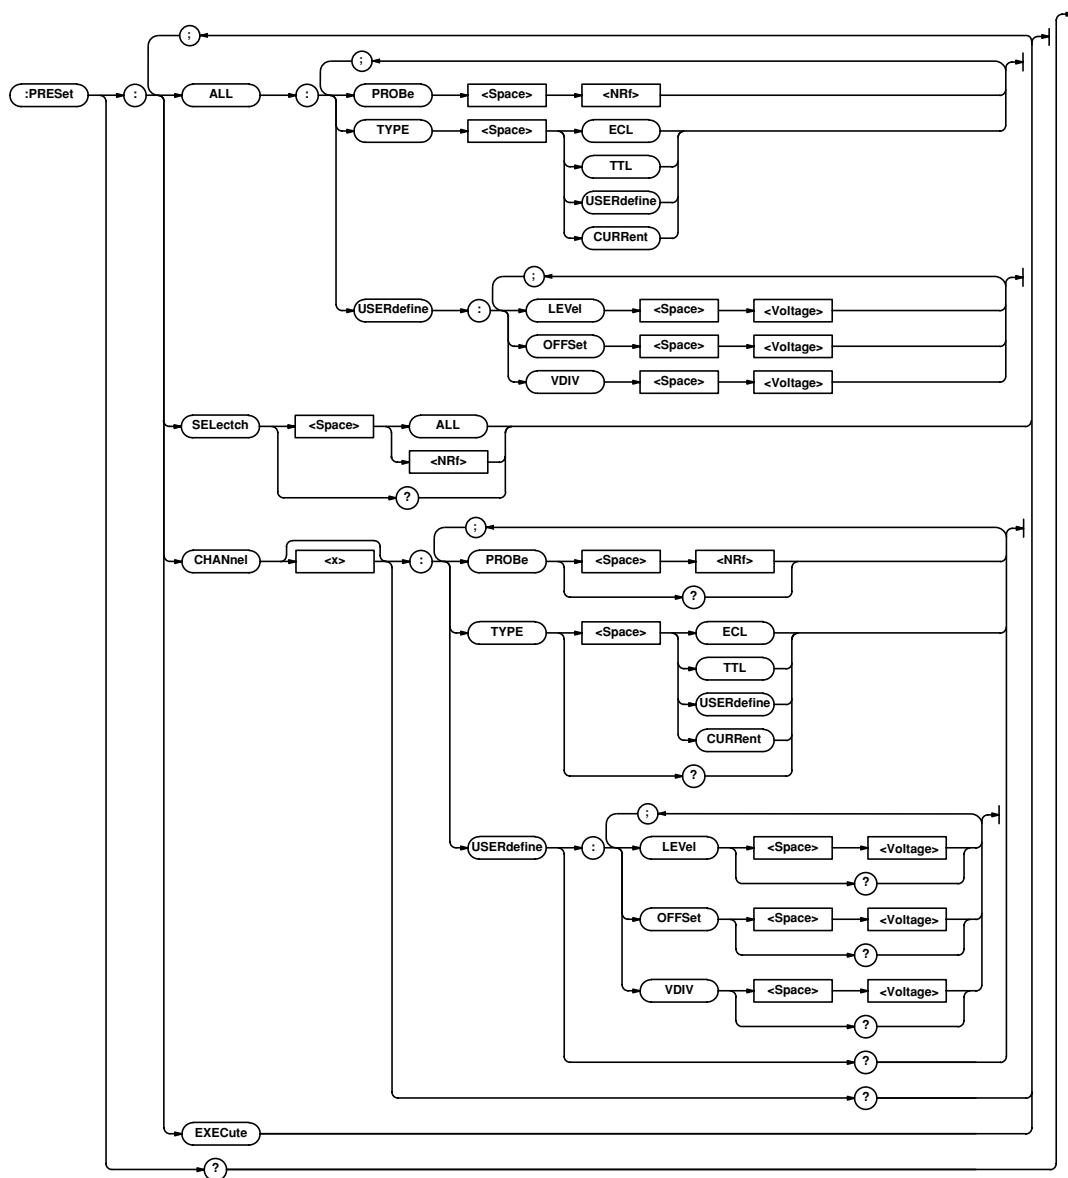 ;
;
:PRESet : ALL : PROBe <Space> <NRf>
TYPE <Space> ECL
TTL
USERdefine
CURRent
;
USERdefine : LEVel <Space> <Voltage>
OFFSet <Space> <Voltage>
VDIV <Space> <Voltage>
SELectch <Space> ALL
<NRf>
?
;
CHANnel <x> : PROBe <Space> <NRf>
?
TYPE <Space> ECL
TTL
USERdefine
CURRent
?
;
USERdefine : LEVel <Space> <Voltage>
?
OFFSet <Space> <Voltage>
?
VDIV <Space> <Voltage>
?
?
?
EXECute
?